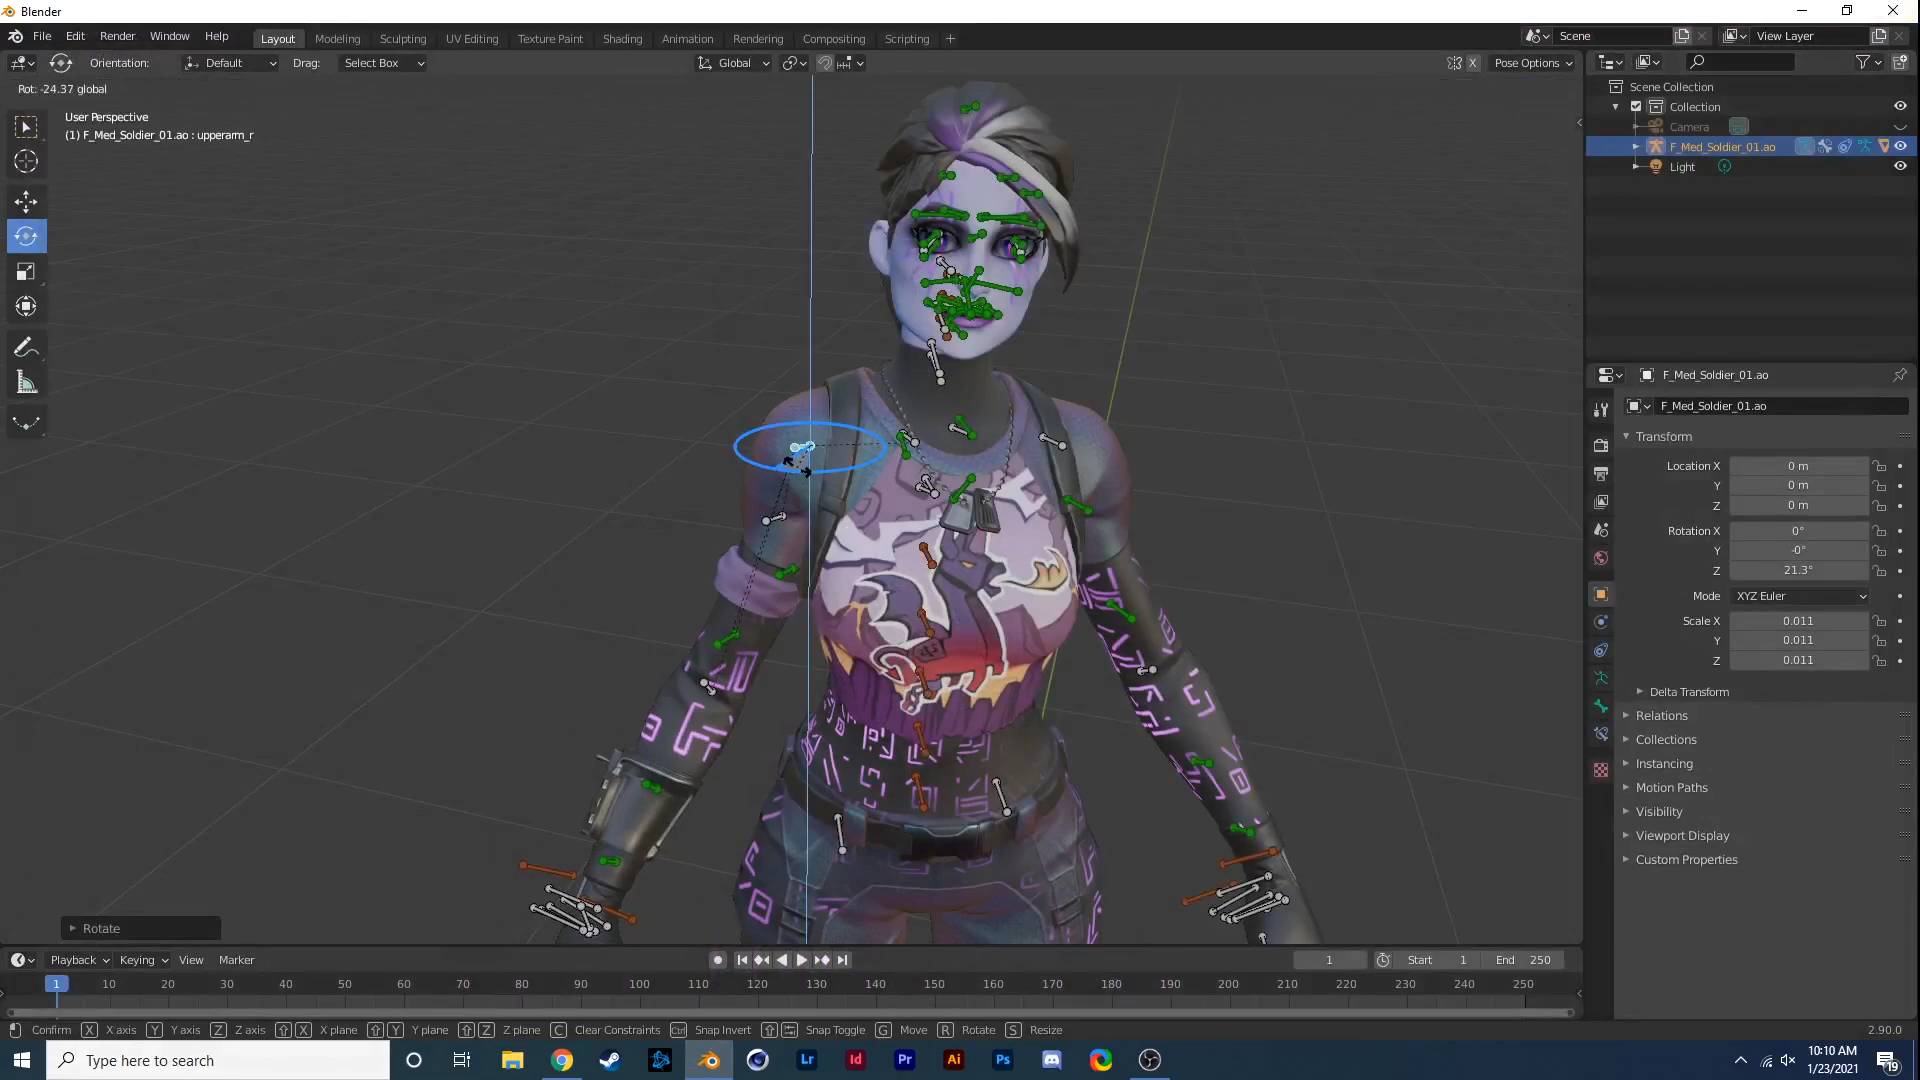 Blender
File Edit Render Window Help Layout Modeling Sculpting UV Editing Texture Paint Shading Animation Rendering Compositing Scripting + Scene View Layer
Orientation: Default Drag: Select Box Global X Pose Options
Rot: -24.37 global
User Perspective
(1) F_Med_Soldier_01.ao : upperarm_r
Scene Collection
Collection
Camera
F_Med_Soldier_01.ao
Light
F_Med_Soldier_01.ao
F_Med_Soldier_01.ao
Transform
Location X 0 m
Y 0 m
Z 0 m
Rotation X 0°
Y -0°
Z 21.3°
Mode XYZ Euler
Scale X 0.011
Y 0.011
Z 0.011
Delta Transform
Relations
Collections
Instancing
Motion Paths
Visibility
Viewport Display
Custom Properties
Rotate
Playback Keying View Marker 1 Start 1 End 250
1 10 20 30 40 50 60 70 80 90 100 110 120 130 140 150 160 170 180 190 200 210 220 230 240 250
Confirm X X axis Y Y axis Z Z axis X X plane Y Y plane Z Z plane C Clear Constraints Ctrl Snap Invert Snap Toggle G Move R Rotate S Resize 2.90.0
Type here to search Lr Id Pr Ai Ps 10:10 AM
1/23/2021 19